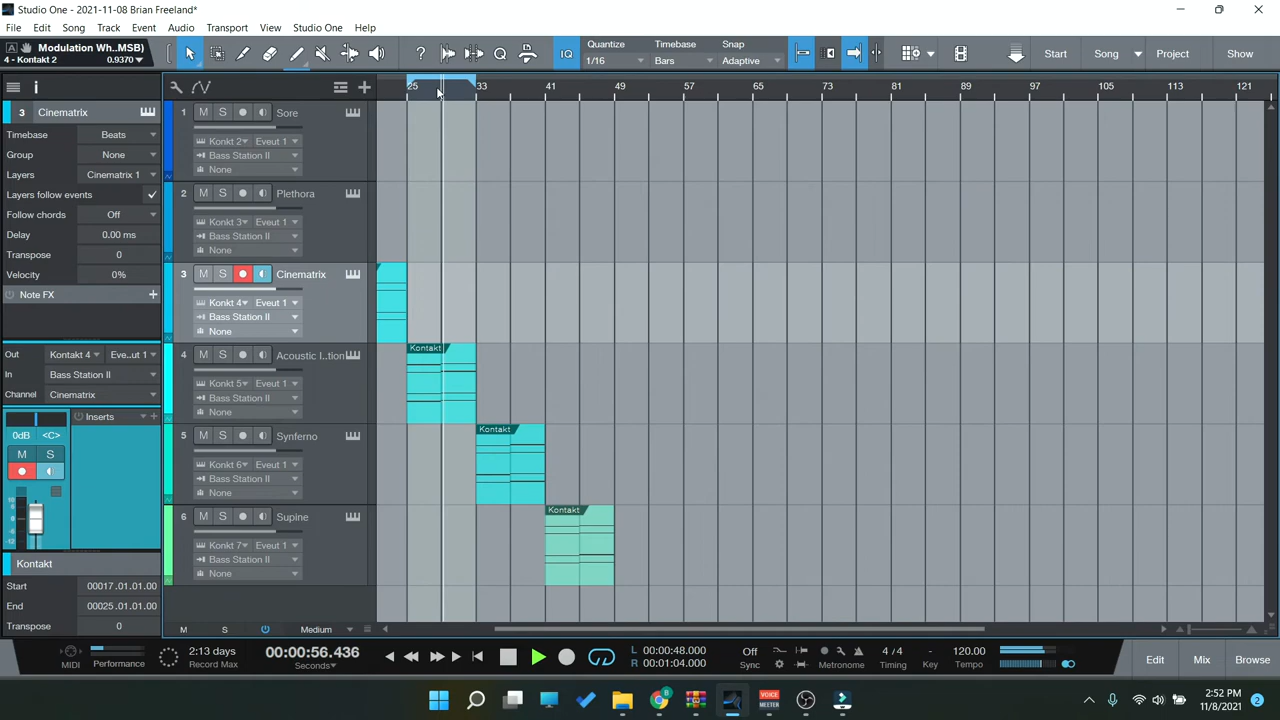 Studio One - 2021-11-08 Brian Freeland*
File Edit Song Track Event Audio Transport View Studio One Help
Modulation Wh..MSB)
4 - Kontakt 2 0.9370
IQ
Quantize
1/16
Timebase
Bars
Snap
Adaptive
Start Song Project Show
25 33 41 49 57 65 73 81 89 97 105 113 121
3 Cinematrix
Timebase Beats
Group None
Layers Cinematrix 1
Layers follow events
Follow chords Off
Delay 0.00 ms
Transpose 0
Velocity 0%
Note FX
Out Kontakt 4 Eve..ut 1
In Bass Station II
Channel Cinematrix
Inserts
0dB <C>
M S
Kontakt
Start 00017.01.01.00
End 00025.01.01.00
Transpose 0
1 M S Sore
Konkt 2 Eveut 1
Bass Station II
None
2 M S Plethora
Konkt 3 Eveut 1
Bass Station II
None
3 M S Cinematrix
Konkt 4 Eveut 1
Bass Station II
None
4 M S Acoustic I..tion
Konkt 5 Eveut 1
Bass Station II
None
Kontakt
5 M S Synferno
Konkt 6 Eveut 1
Bass Station II
None
Kontakt
6 M S Supine
Konkt 7 Eveut 1
Bass Station II
None
Kontakt
M S Medium
MIDI
Performance
2:13 days
Record Max
00:00:56.436
Seconds
L 00:00:48.000
R 00:01:04.000
Off
Sync
Metronome
4 / 4
Timing
-
Key
120.00
Tempo
Edit Mix Browse
2:52 PM
11/8/2021
2